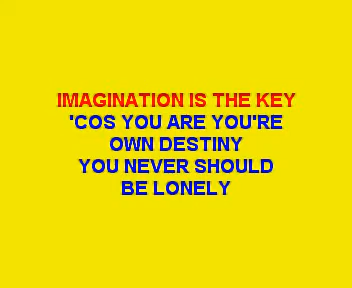 IMAGINATION IS THE KEY
'COS YOU ARE YOU'RE
OWN DESTINY
YOU NEVER SHOULD
BE LONELY